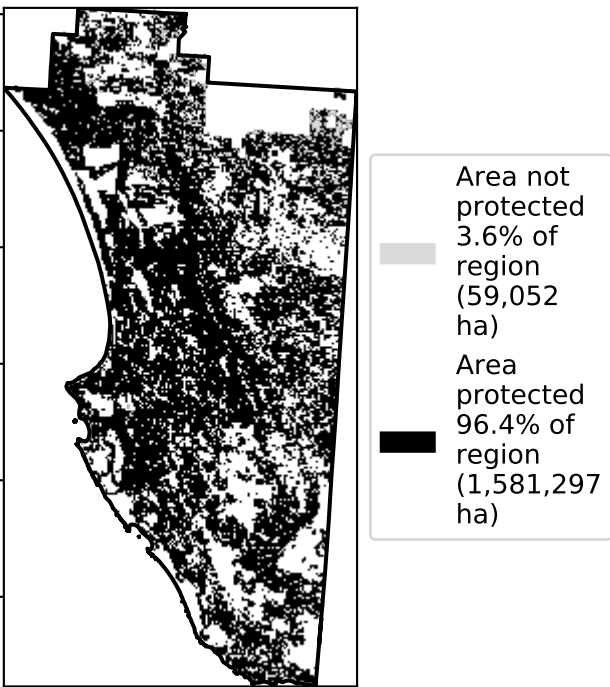 Area not
protected
3.6% of
region
(59,052
ha)
Area
protected
96.4% of
region
(1,581,297
ha)